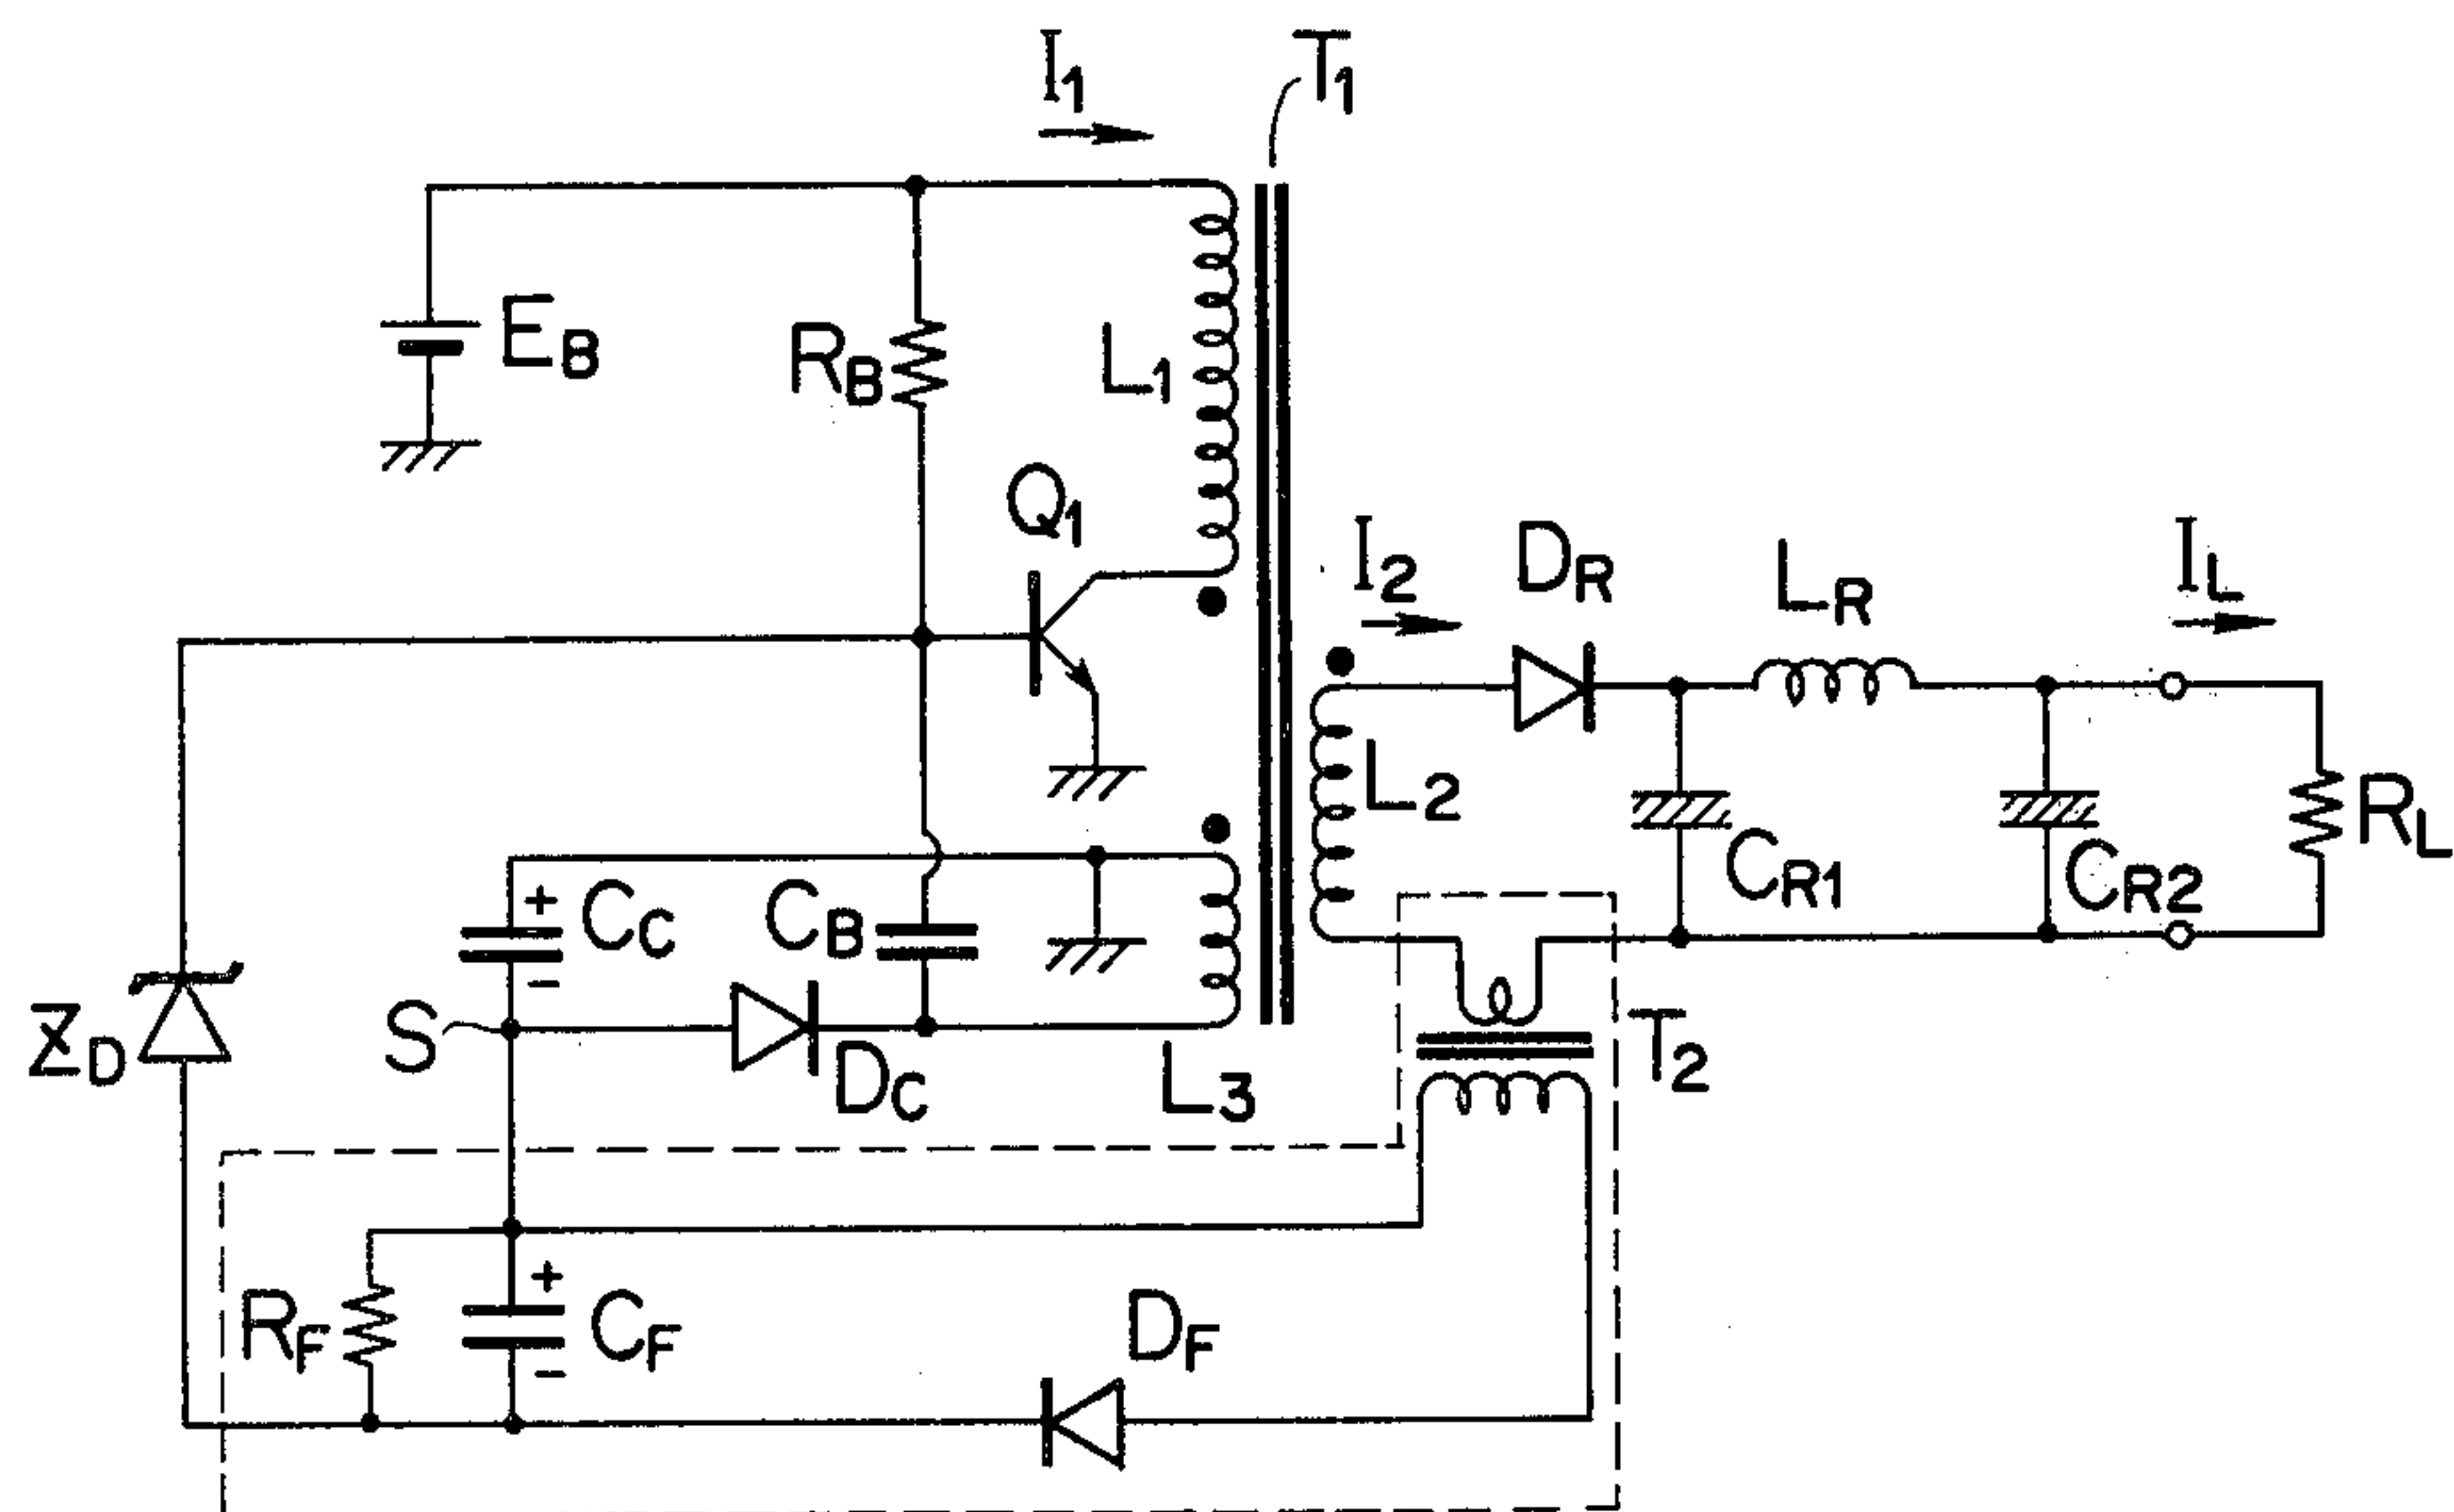 I1
T1
EB
RB
L1
Q1
I2
DR
LR
IL
L2
RL
+
CC
CB
CR1
CR2
-
S
ZD
DC
L3
T2
+
RF
CF
DF
-